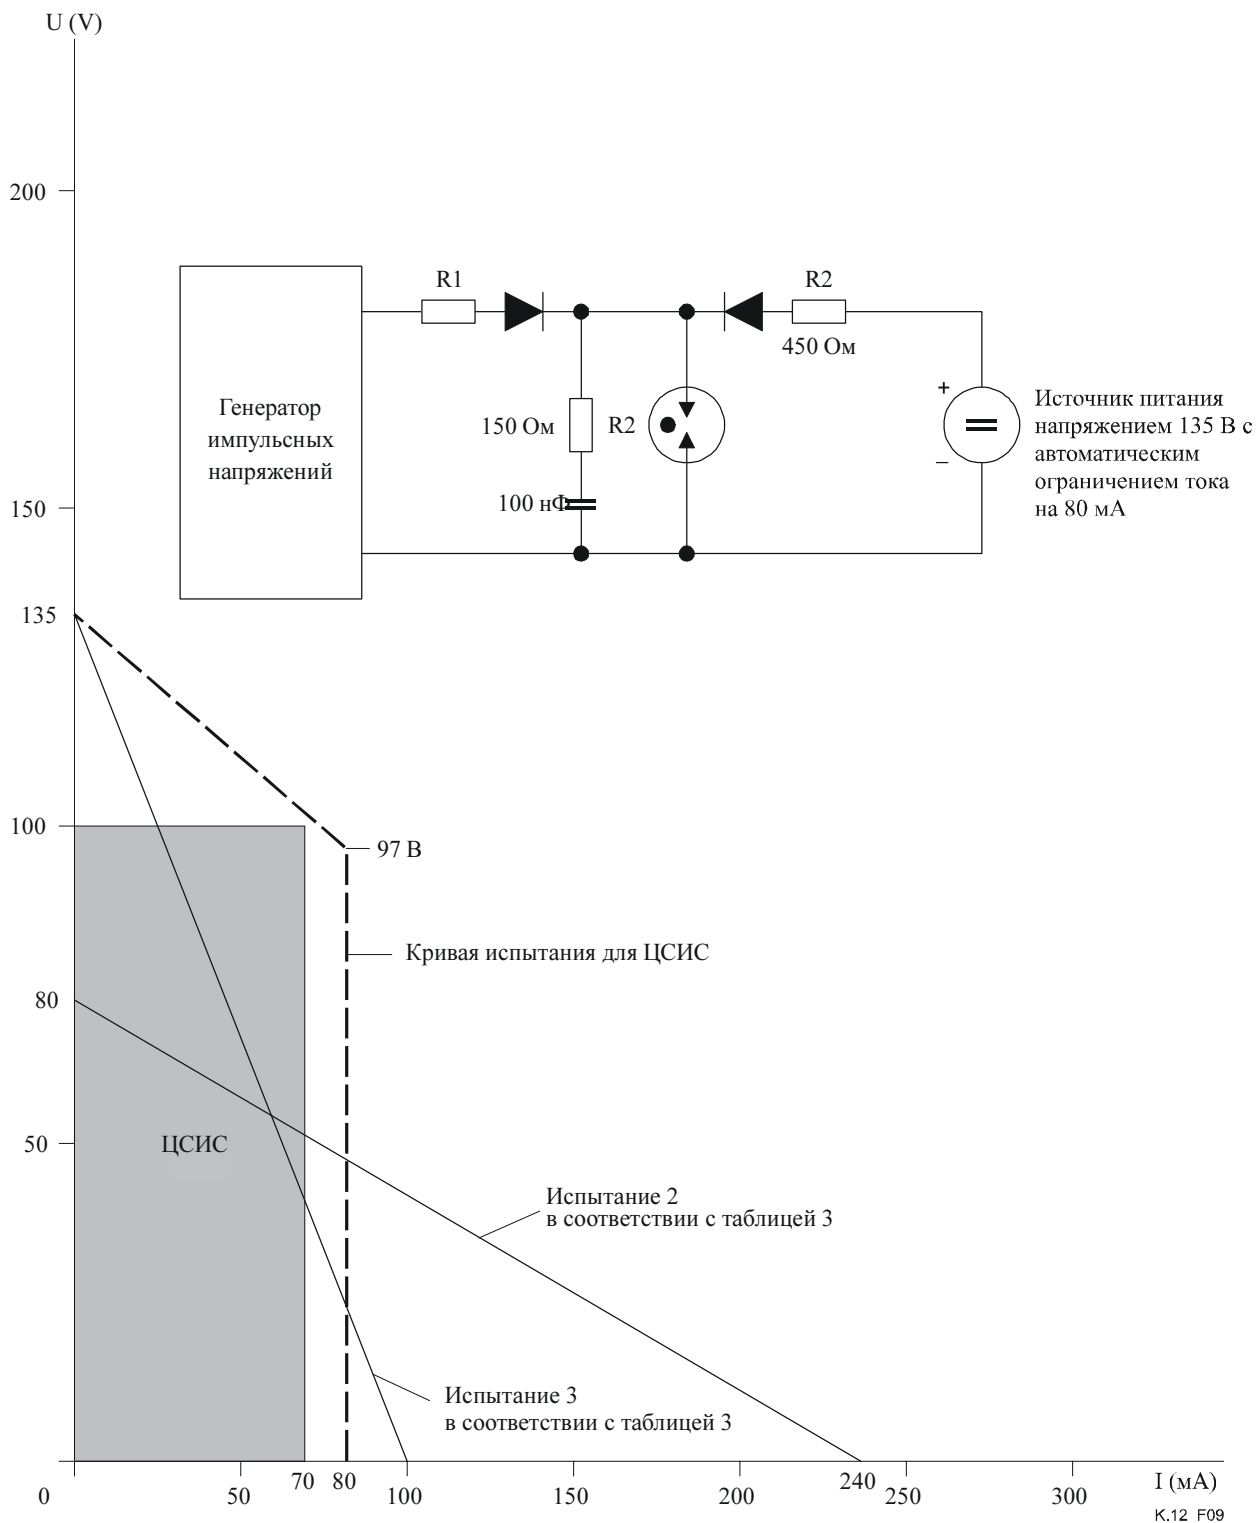 U (V)
200
R1
R2
450 Ом
Генератор
импульсных
напряжений
150 Ом
R2
100 нФ
+
–
Источник питания
напряжением 135 В с
автоматическим
ограничением тока
на 80 мА
150
135
100
97 В
Кривая испытания для ЦСИС
80
50
ЦСИС
Испытание 2
в соответствии с таблицей 3
Испытание 3
в соответствии с таблицей 3
0
50
70
80
100
150
200
240
250
300
I (мА)
K.12_F09